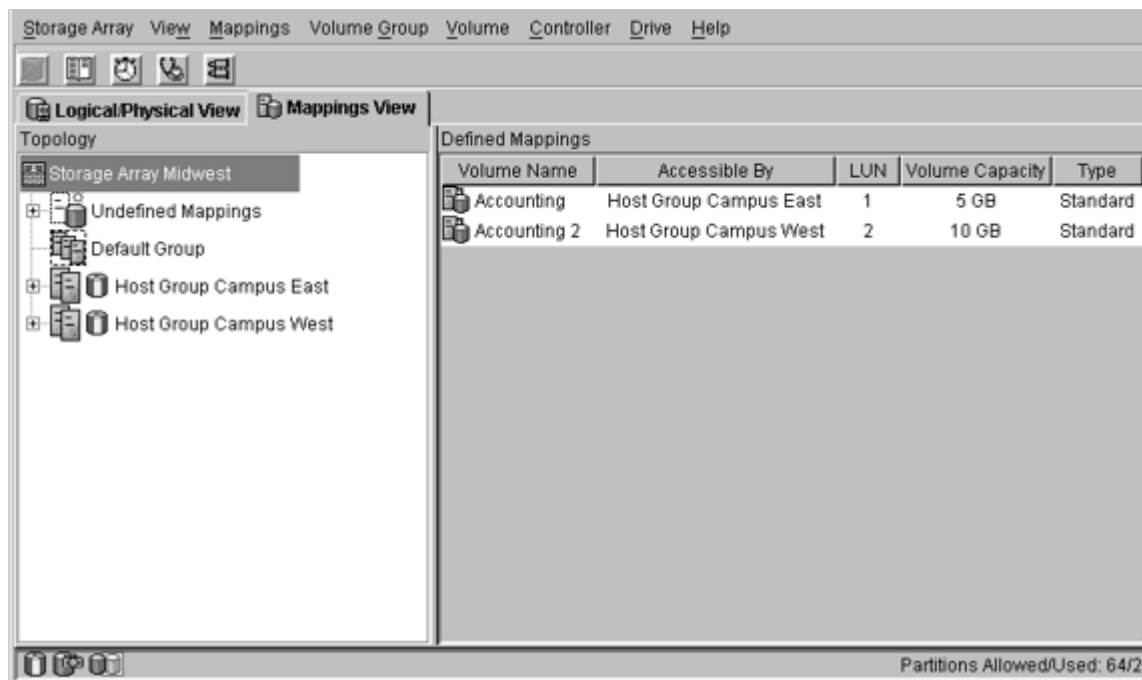 Storage Array View Mappings Volume Group Volume Controller Drive Help
Logical/Physical View Mappings View
Topology
Storage Array Midwest
Undefined Mappings
Default Group
Host Group Campus East
Host Group Campus West
Defined Mappings
Volume Name Accessible By LUN Volume Capacity Type
Accounting Host Group Campus East 1 5 GB Standard
Accounting 2 Host Group Campus West 2 10 GB Standard
Partitions Allowed/Used: 64/2